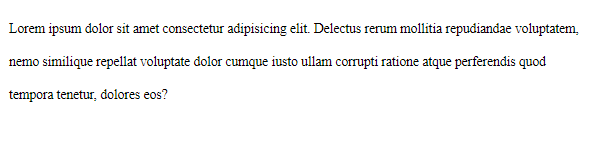 Lorem ipsum dolor sit amet consectetur adipisicing elit. Delectus rerum mollitia repudiandae voluptatem,
nemo similique repellat voluptate dolor cumque iusto ullam corrupti ratione atque perferendis quod
tempora tenetur, dolores eos?